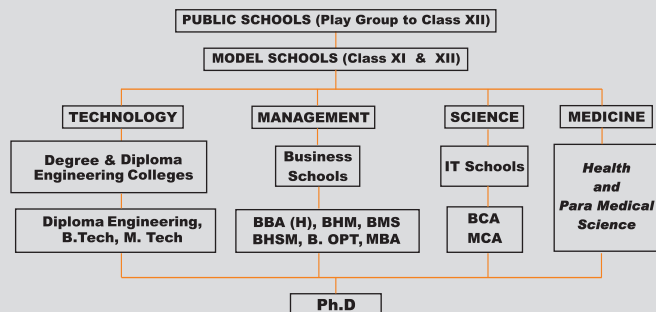 PUBLIC SCHOOLS (Play Group to Class XII)
MODEL SCHOOLS (Class XI & XII)
TECHNOLOGY
MANAGEMENT
SCIENCE
MEDICINE
Degree & Diploma
Engineering Colleges
Business
Schools
IT Schools
Health
and
Para Medical
Science
Diploma Engineering,
B.Tech, M. Tech
BBA (H), BHM, BMS
BHSM, B. OPT, MBA
BCA
MCA
Ph.D